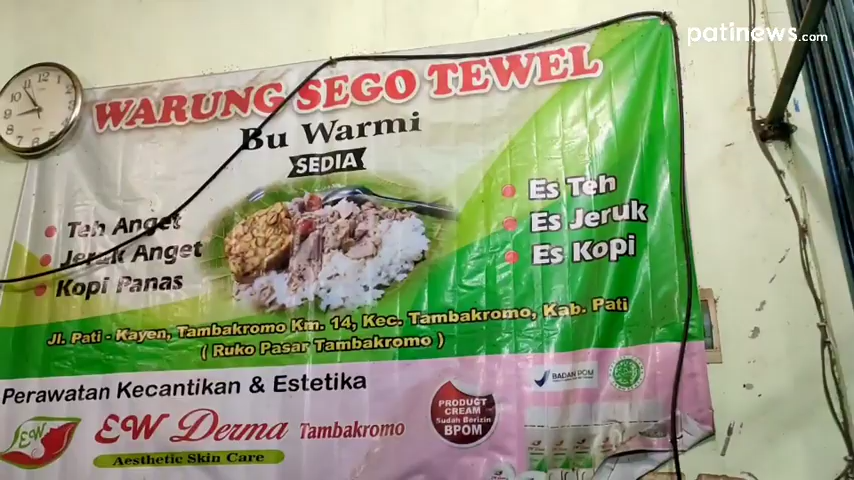 patinews.com
WARUNG SEGO TEWEL
Bu Warmi
SEDIA
Teh Anget
Jeruk Anget
Kopi Panas
Es Teh
Es Jeruk
Es Kopi
Jl. Pati - Kayen, Tambakromo Km. 14, Kec. Tambakromo, Kab. Pati
( Ruko Pasar Tambakromo )
Perawatan Kecantikan & Estetika
EW
EW Derma Tambakromo
Aesthetic Skin Care
PRODUCT
CREAM
Sudah Berizin
BPOM
BADAN POM